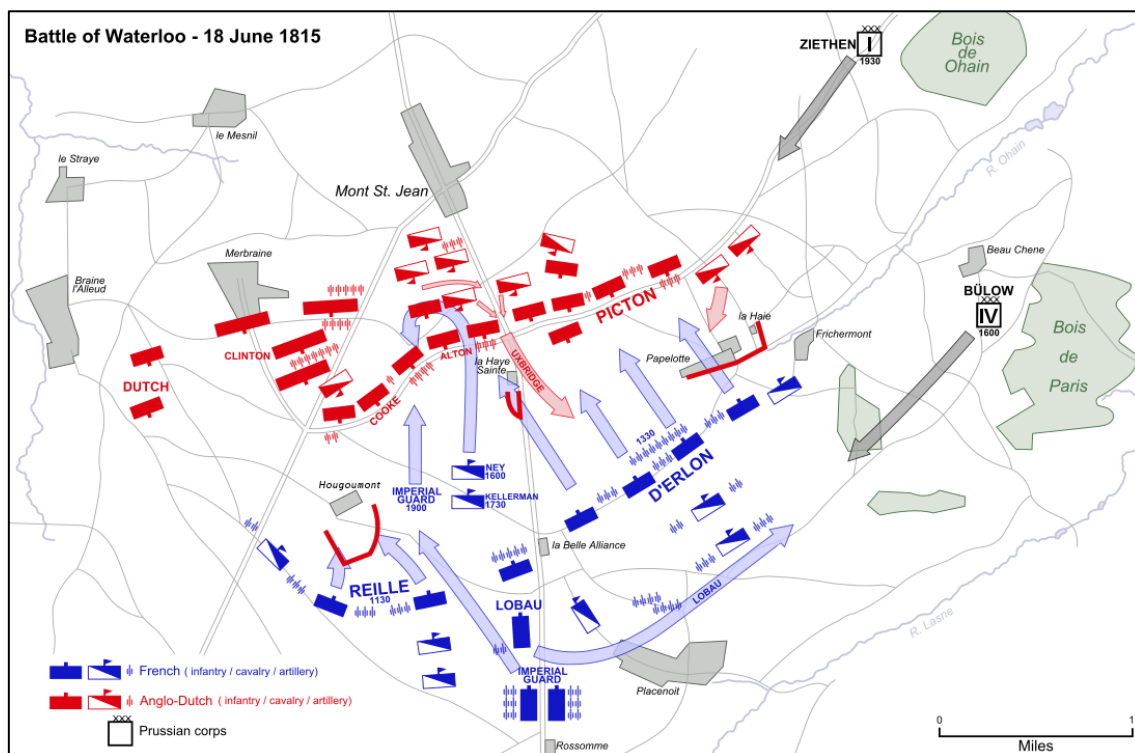 Battle of Waterloo - 18 June 1815
ZIETHEN
XXX
I
1930
Bois
de
Ohain
le Mesnil
le Straye
Mont St. Jean
R. Ohain
Merbraine
Braine
l'Alleud
Beau Chene
BÜLOW
XXX
IV
1600
Bois
de
Paris
PICTON
la Haie
Frichermont
Papelotte
CLINTON
ALTON
la Haye
Sainte
UXBRIDGE
DUTCH
COOKE
1330
D'ERLON
NEY
1600
KELLERMAN
1730
IMPERIAL
GUARD
1900
Hougoumont
la Belle Alliance
REILLE
1130
LOBAU
LOBAU
R. Lasne
IMPERIAL
GUARD
Placenoit
Rossomme
French ( infantry / cavalry / artillery)
Anglo-Dutch ( infantry / cavalry / artillery)
XXX
Prussian corps
0
1
Miles